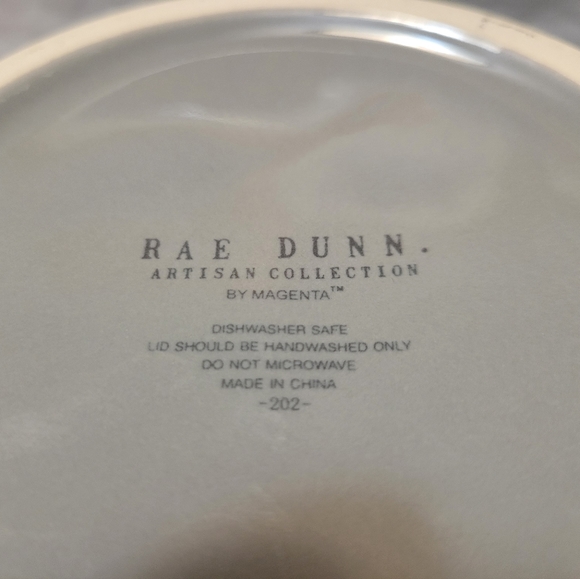 RAE DUNN.
ARTISAN COLLECTION
BY MAGENTA™
DISHWASHER SAFE
LID SHOULD BE HANDWASHED ONLY
DO NOT MICROWAVE
MADE IN CHINA
-202-